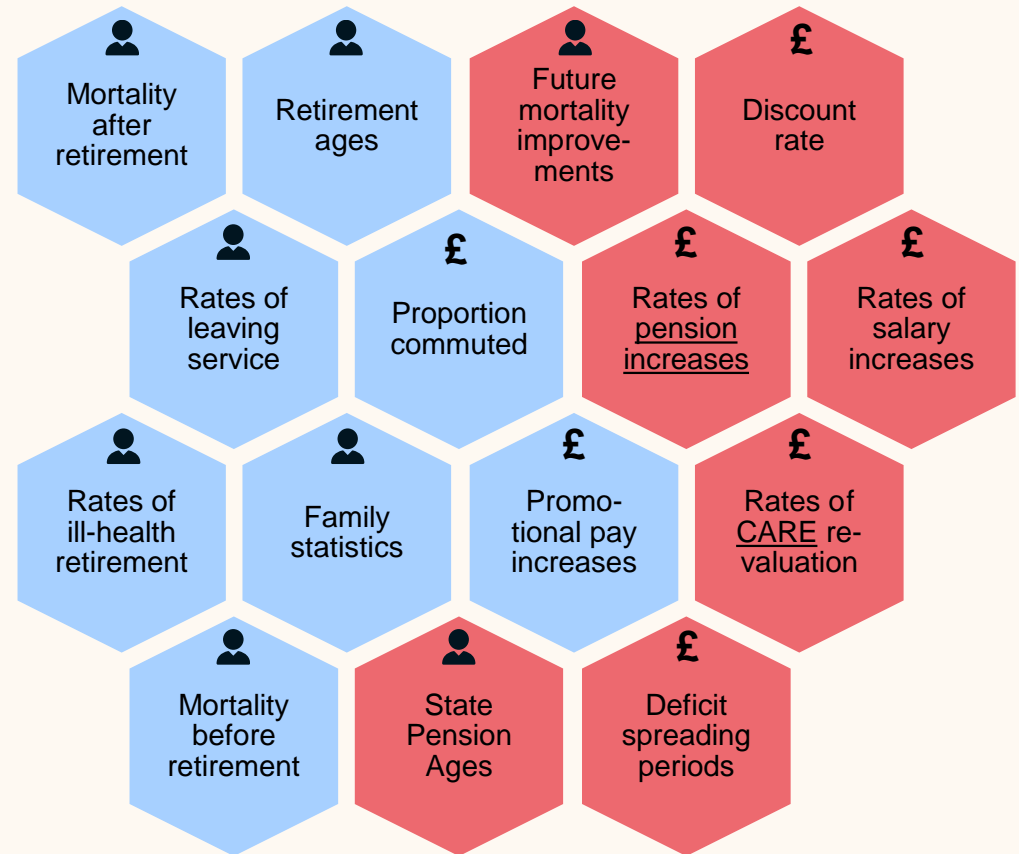 Mortality
after
retirement
Retirement
ages
Future
mortality
improve-
ments
£
Discount
rate
Rates of
leaving
service
£
Proportion
commuted
£
Rates of
pension
increases
£
Rates of
salary
increases
Rates of
ill-health
retirement
Family
statistics
£
Promo-
tional pay
increases
£
Rates of
CARE re-
valuation
Mortality
before
retirement
State
Pension
Ages
£
Deficit
spreading
periods